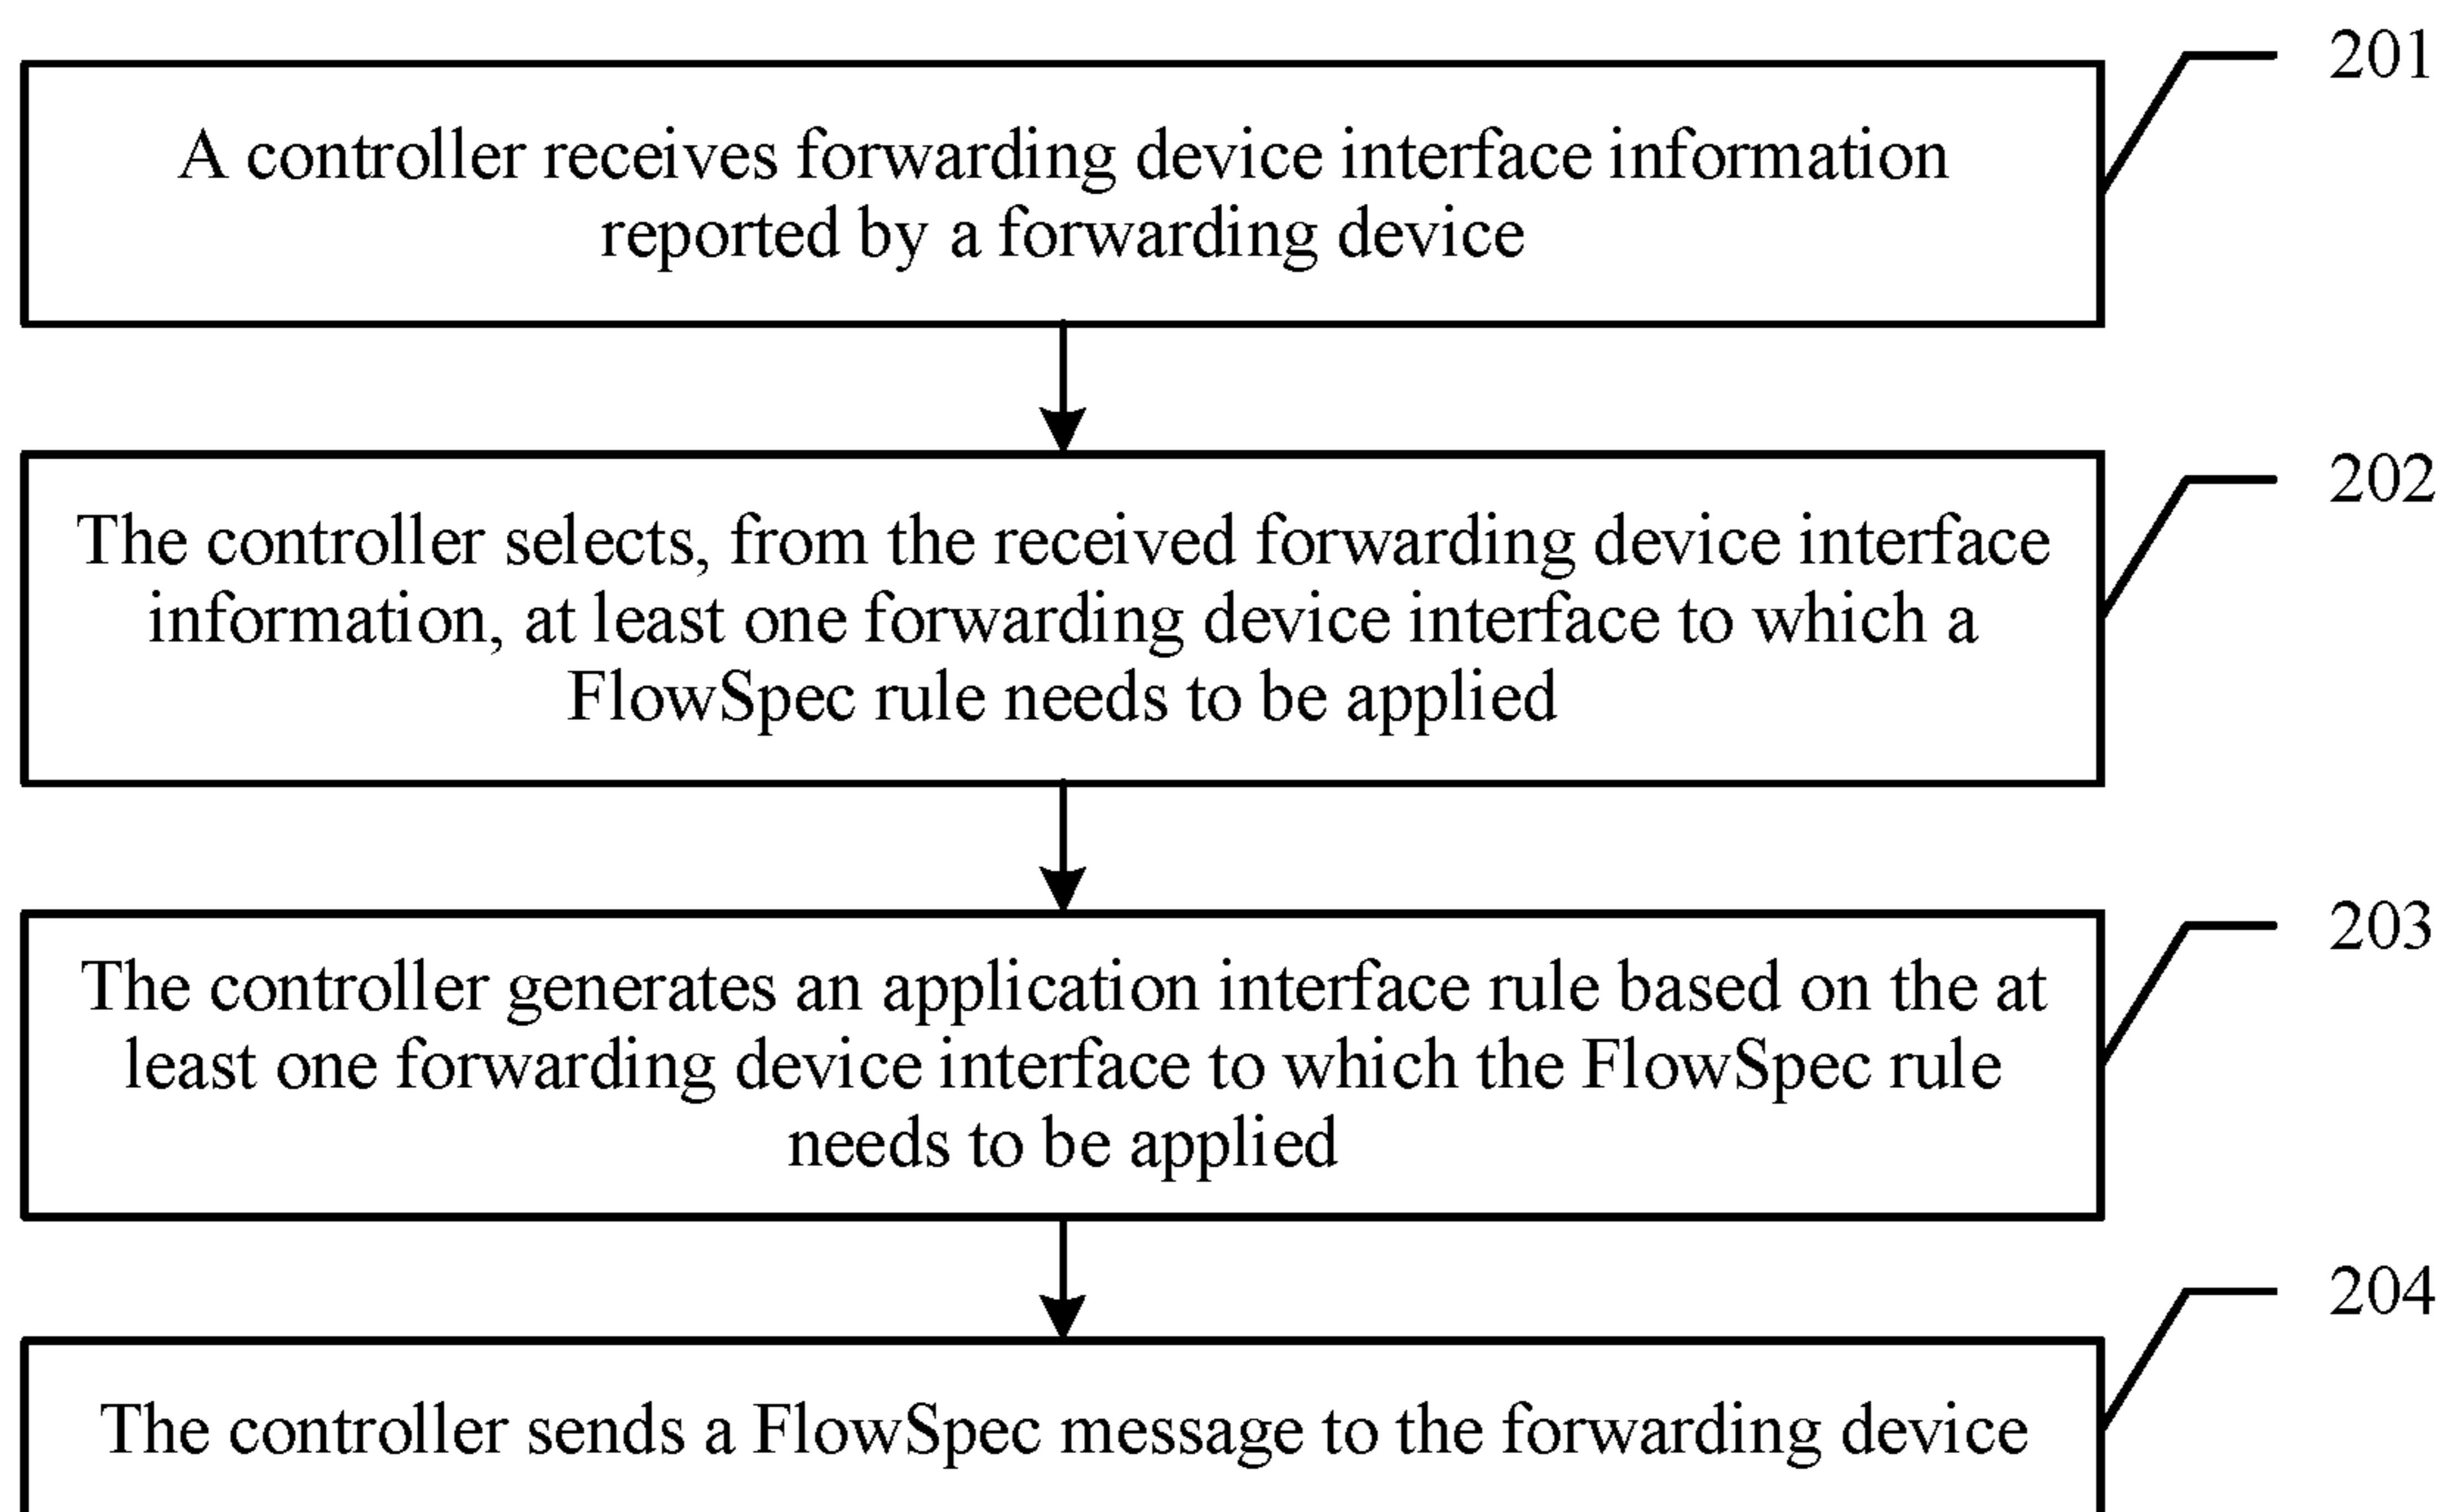 201
A controller receives forwarding device interface information
reported by a forwarding device
202
The controller selects, from the received forwarding device interface
information, at least one forwarding device interface to which a
FlowSpec rule needs to be applied
203
The controller generates an application interface rule based on the at
least one forwarding device interface to which the FlowSpec rule
needs to be applied
204
The controller sends a FlowSpec message to the forwarding device